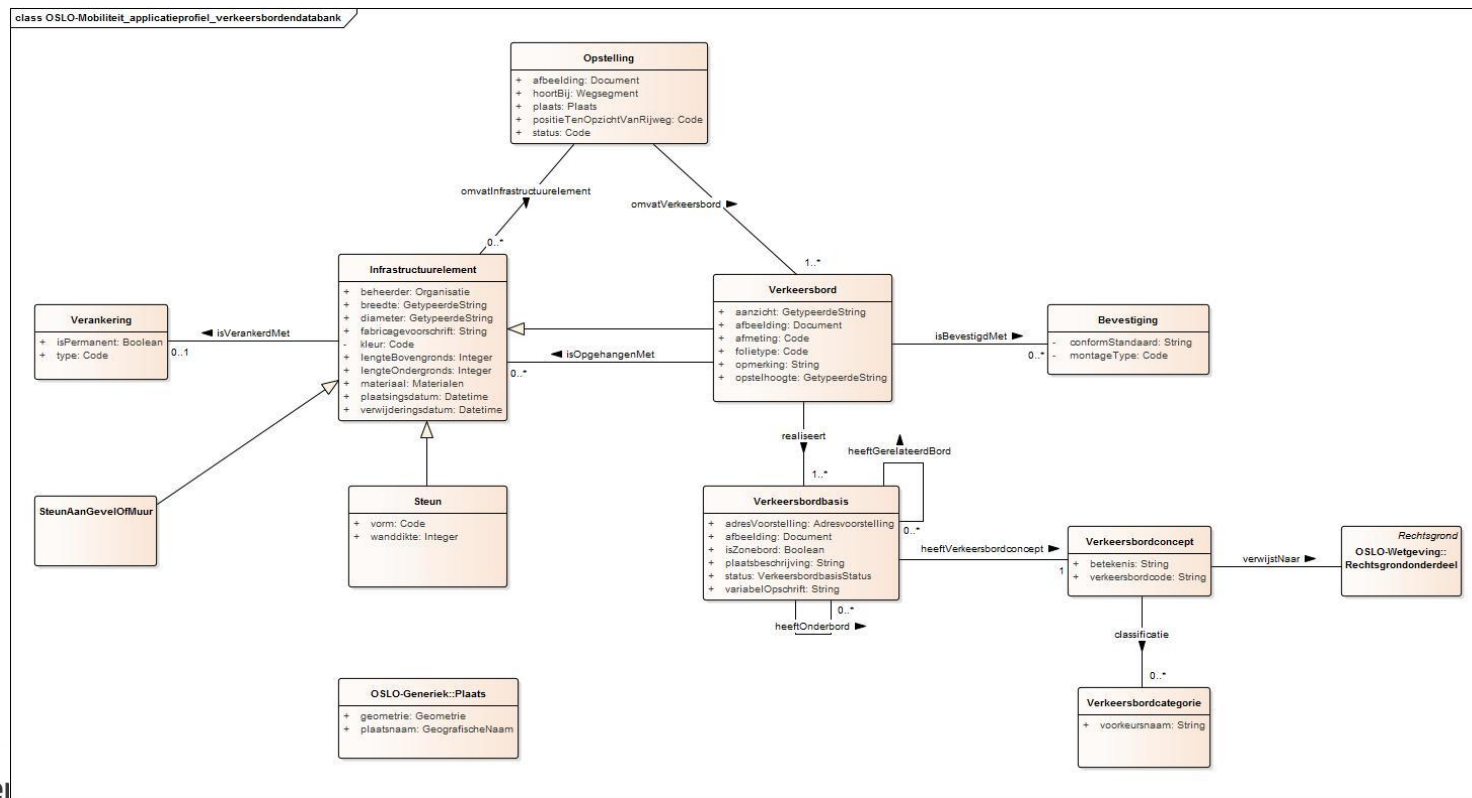 class OSLO-Mobiliteit_applicatieprofiel_verkeersbordendatabank
Opstelling
+ afbeelding: Document
+ hoortBij: Wegsegment
+ plaats: Plaats
+ positieTenOpzichtVanRijweg: Code
+ status: Code
omvatInfrastructuurelement
omvatVerkeersbord
0..*
1..*
Infrastructuurelement
+ beheerder: Organisatie
+ breedte: GetypeerdeString
+ diameter: GetypeerdeString
+ fabricagevoorschrift: String
- kleur: Code
+ lengteBovengronds: Integer
+ lengteOndergronds: Integer
+ materiaal: Materialen
+ plaatsingsdatum: Datetime
+ verwijderingsdatum: Datetime
Verkeersbord
+ aanzicht: GetypeerdeString
+ afbeelding: Document
+ afmeting: Code
+ folietype: Code
+ opmerking: String
+ opstelhoogte: GetypeerdeString
Verankering
+ isPermanent: Boolean
+ type: Code
isVerankerdMet
0..1
isOpgehangenMet
0..*
isBevestigdMet
0..*
Bevestiging
- conformStandaard: String
- montageType: Code
realiseert
1..*
heeftGerelateerdBord
0..*
SteunAanGevelOfMuur
Steun
+ vorm: Code
+ wanddikte: Integer
Verkeersbordbasis
+ adresVoorstelling: Adresvoorstelling
+ afbeelding: Document
+ isZonebord: Boolean
+ plaatsbeschrijving: String
+ status: VerkeersbordbasisStatus
+ variabelOpschrift: String
0..*
heeftOnderbord
heeftVerkeersbordconcept
1
Verkeersbordconcept
+ betekenis: String
+ verkeersbordcode: String
verwijstNaar
Rechtsgrond
OSLO-Wetgeving::
Rechtsgrondonderdeel
classificatie
0..*
Verkeersbordcategorie
+ voorkeursnaam: String
OSLO-Generiek::Plaats
+ geometrie: Geometrie
+ plaatsnaam: GeografischeNaam